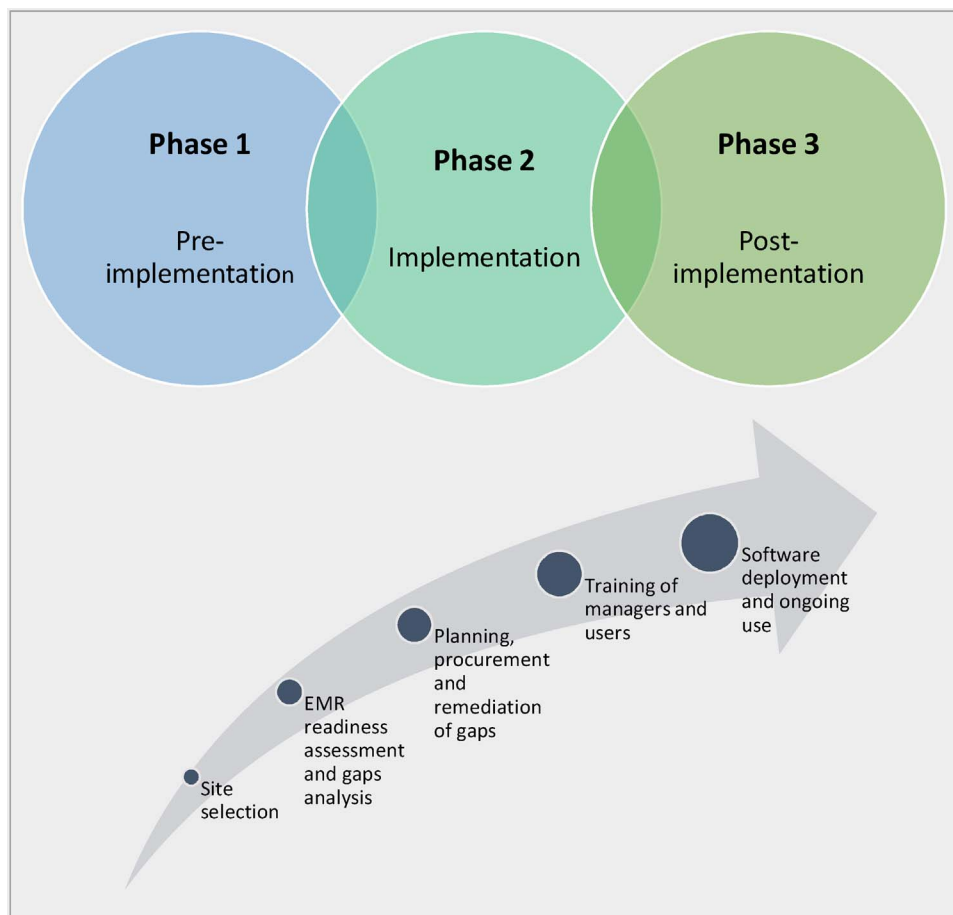 Phase 1
Pre-
implementation
Phase 2
Implementation
Phase 3
Post-
implementation
Site
selection
EMR
readiness
assessment
and gaps
analysis
Planning,
procurement
and
remediation
of gaps
Training of
managers and
users
Software
deployment
and ongoing
use